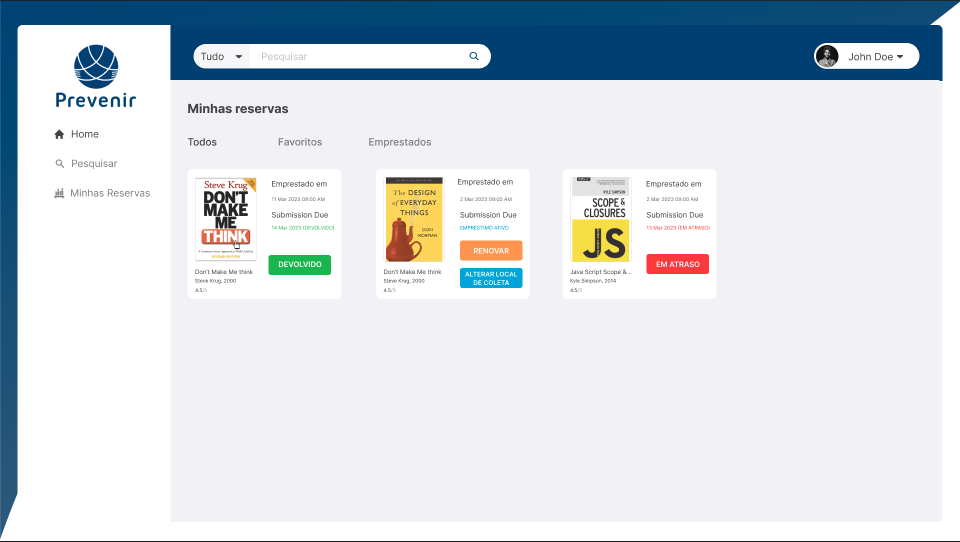 Tudo
Pesquisar
John Doe
Prevenir
Home
Pesquisar
Minhas Reservas
Minhas reservas
Todos
Favoritos
Emprestados
Steve Krug
DON'T
MAKE
ME
THINK
Emprestado em
11 Mar 2023 09:00 AM
Submission Due
14 Mar 2023 (DEVOLVÍDO)
DEVOLVIDO
Don't Make Me think
Steve Krug, 2000
4.5/5
The DESIGN
of EVERYDAY
THINGS
DON
NORMAN
Emprestado em
2 Mar 2023 09:00 AM
Submission Due
EMPRESTIMO ATIVO
RENOVAR
ALTERAR LOCAL
DE COLETA
Don't Make Me think
Steve Krug, 2000
4.5/5
KYLE SIMPSON
SCOPE &
CLOSURES
JS
Emprestado em
2 Mar 2023 09:00 AM
Submission Due
13 Mar 2023 (EM ATRASO)
EM ATRASO
Java Script Scope & ..
Kyle Simpson, 2014
4.5/5